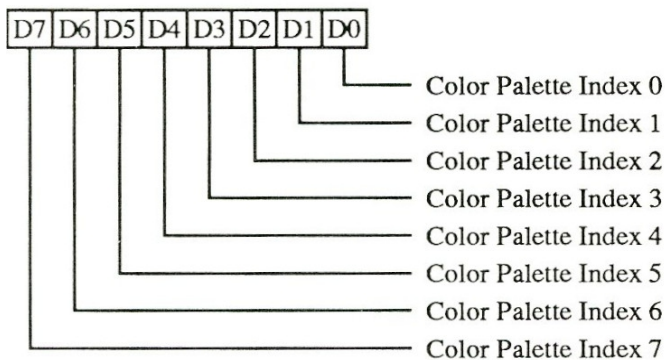 D7 D6 D5 D4 D3 D2 D1 D0
Color Palette Index 0
Color Palette Index 1
Color Palette Index 2
Color Palette Index 3
Color Palette Index 4
Color Palette Index 5
Color Palette Index 6
Color Palette Index 7